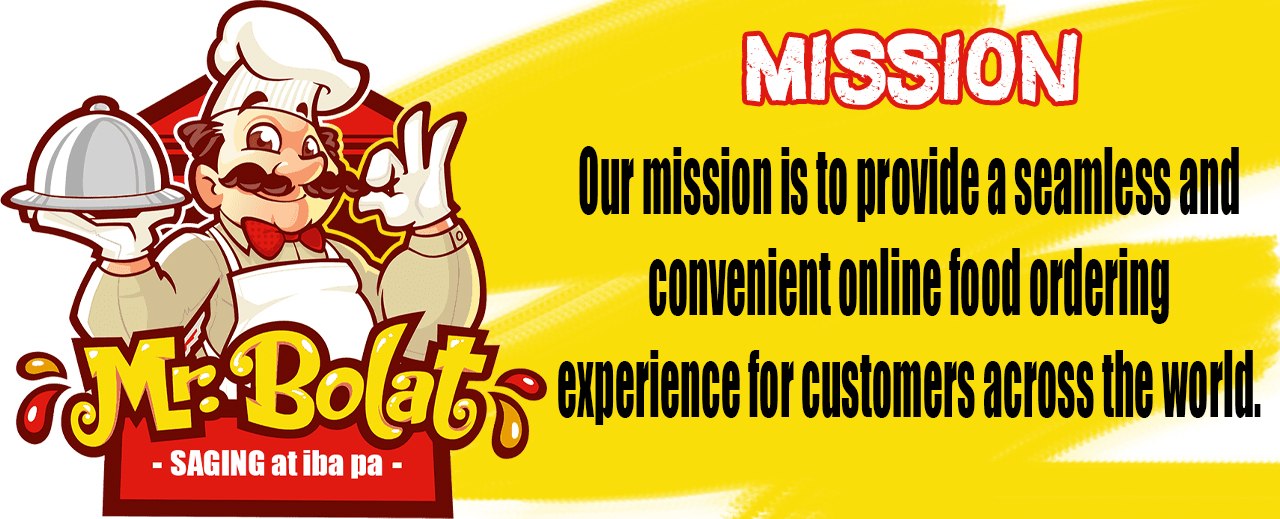 Mr. Bolat
- SAGING at iba pa -
MISSION
Our mission is to provide a seamless and
convenient online food ordering
experience for customers across the world.